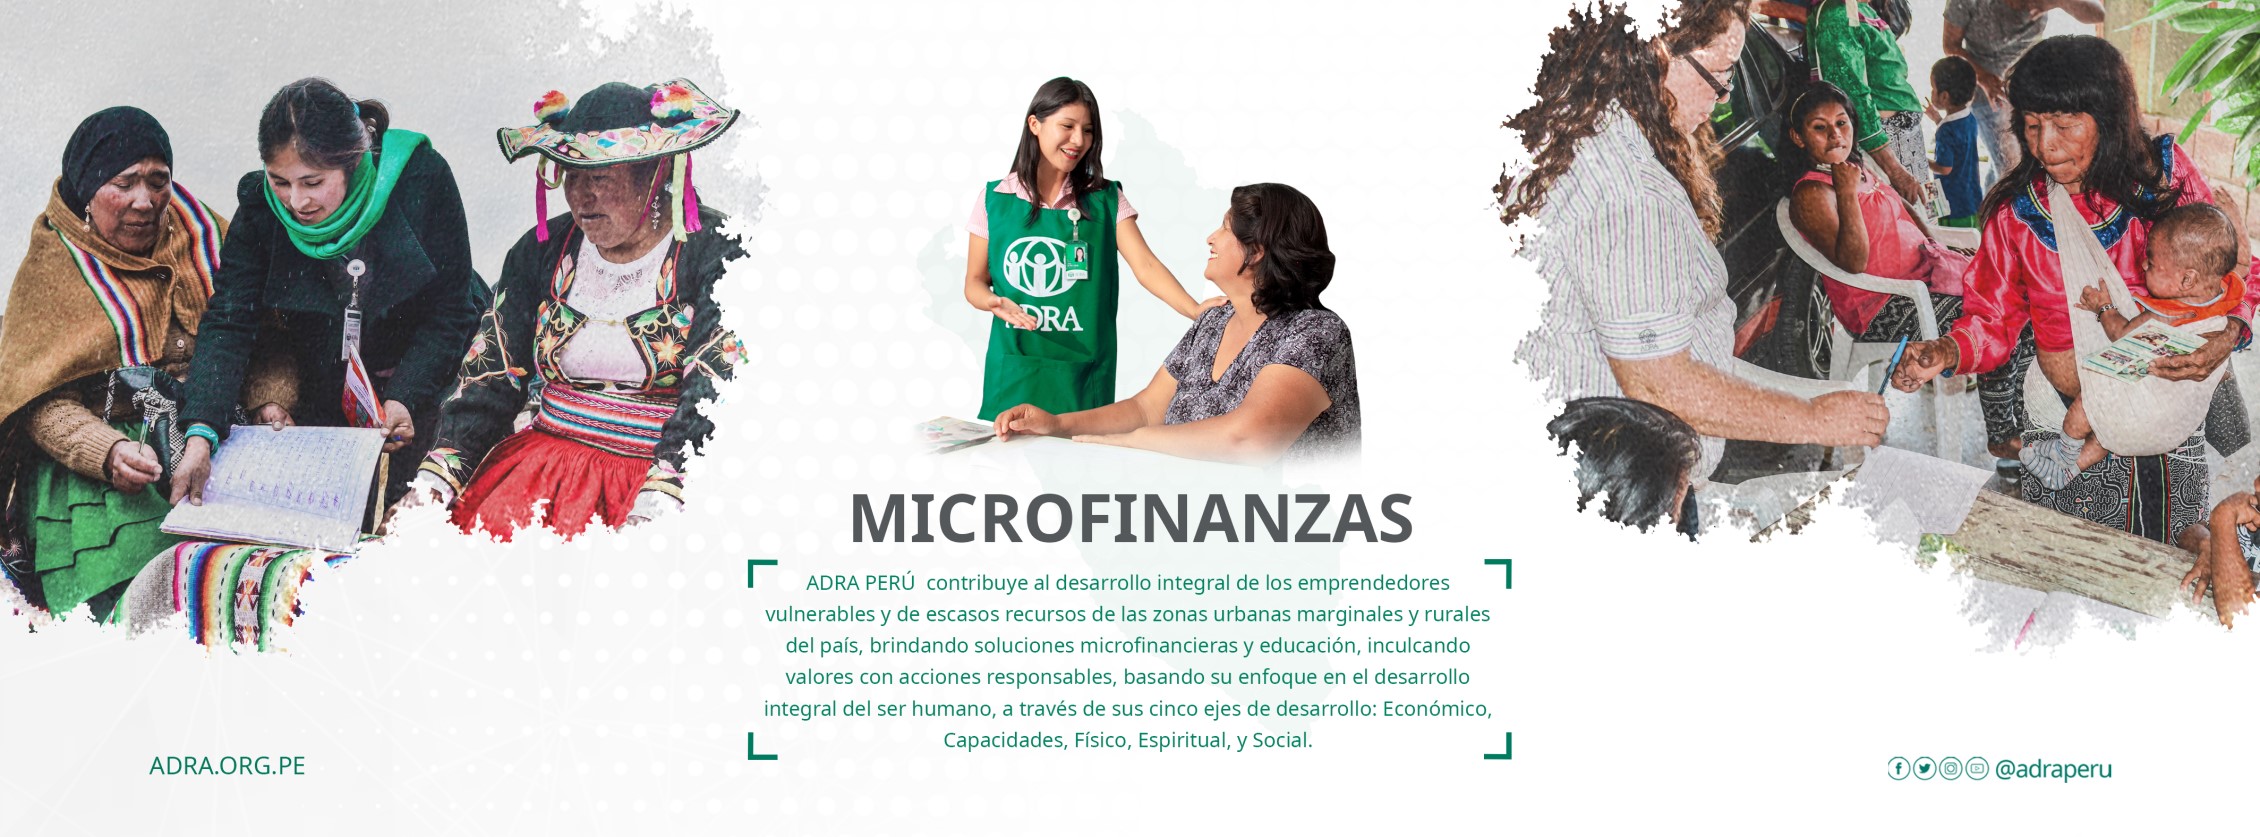 ADRA
MICROFINANZAS
ADRA PERÚ contribuye al desarrollo integral de los emprendedores
vulnerables y de escasos recursos de las zonas urbanas marginales y rurales
del país, brindando soluciones microfinancieras y educación, inculcando
valores con acciones responsables, basando su enfoque en el desarrollo
integral del ser humano, a través de sus cinco ejes de desarrollo: Económico,
Capacidades, Físico, Espiritual, y Social.
ADRA.ORG.PE
@adraperu